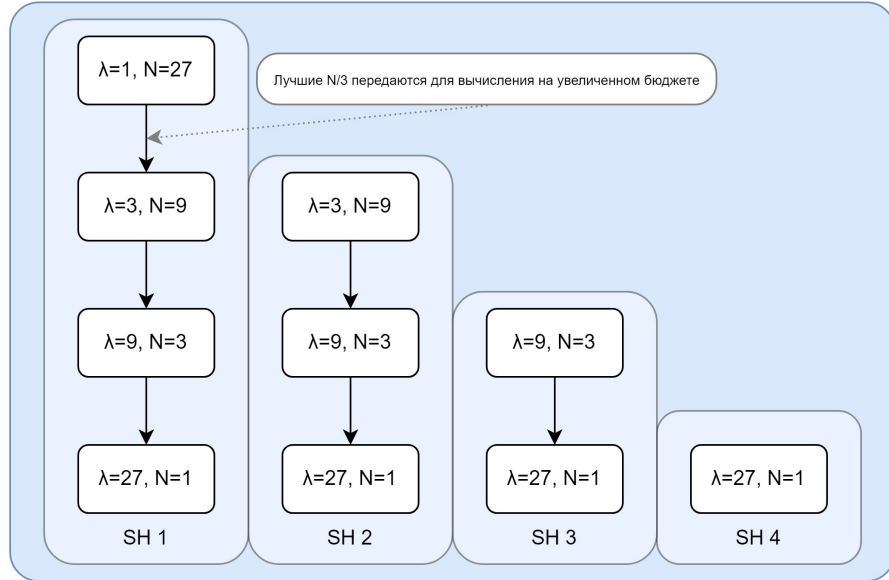 λ=1, N=27
Лучшие N/3 передаются для вычисления на увеличенном бюджете
λ=3, N=9
λ=3, N=9
λ=9, N=3
λ=9, N=3
λ=9, N=3
λ=27, N=1
λ=27, N=1
λ=27, N=1
λ=27, N=1
SH 1
SH 2
SH 3
SH 4